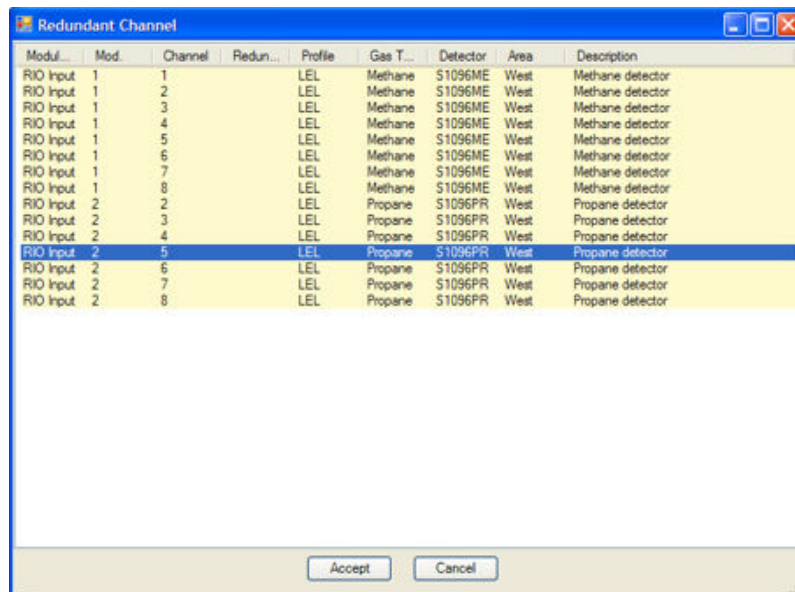 Redundant Channel
Modul... Mod. Channel Redun... Profile Gas T... Detector Area Description
RIO Input 1 1 LEL Methane S1096ME West Methane detector
RIO Input 1 2 LEL Methane S1096ME West Methane detector
RIO Input 1 3 LEL Methane S1096ME West Methane detector
RIO Input 1 4 LEL Methane S1096ME West Methane detector
RIO Input 1 5 LEL Methane S1096ME West Methane detector
RIO Input 1 6 LEL Methane S1096ME West Methane detector
RIO Input 1 7 LEL Methane S1096ME West Methane detector
RIO Input 1 8 LEL Methane S1096ME West Methane detector
RIO Input 2 2 LEL Propane S1096PR West Propane detector
RIO Input 2 3 LEL Propane S1096PR West Propane detector
RIO Input 2 4 LEL Propane S1096PR West Propane detector
RIO Input 2 5 LEL Propane S1096PR West Propane detector
RIO Input 2 6 LEL Propane S1096PR West Propane detector
RIO Input 2 7 LEL Propane S1096PR West Propane detector
RIO Input 2 8 LEL Propane S1096PR West Propane detector
Accept Cancel